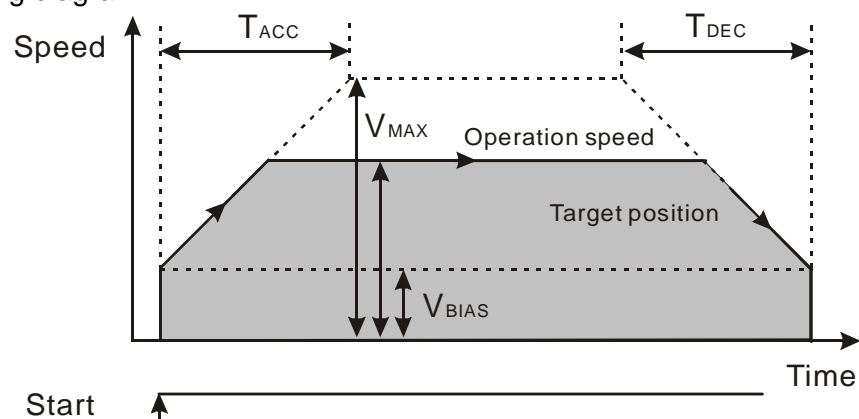 Speed
TACC
TDEC
VMAX
Operation speed
Target position
VBIAS
Time
Start